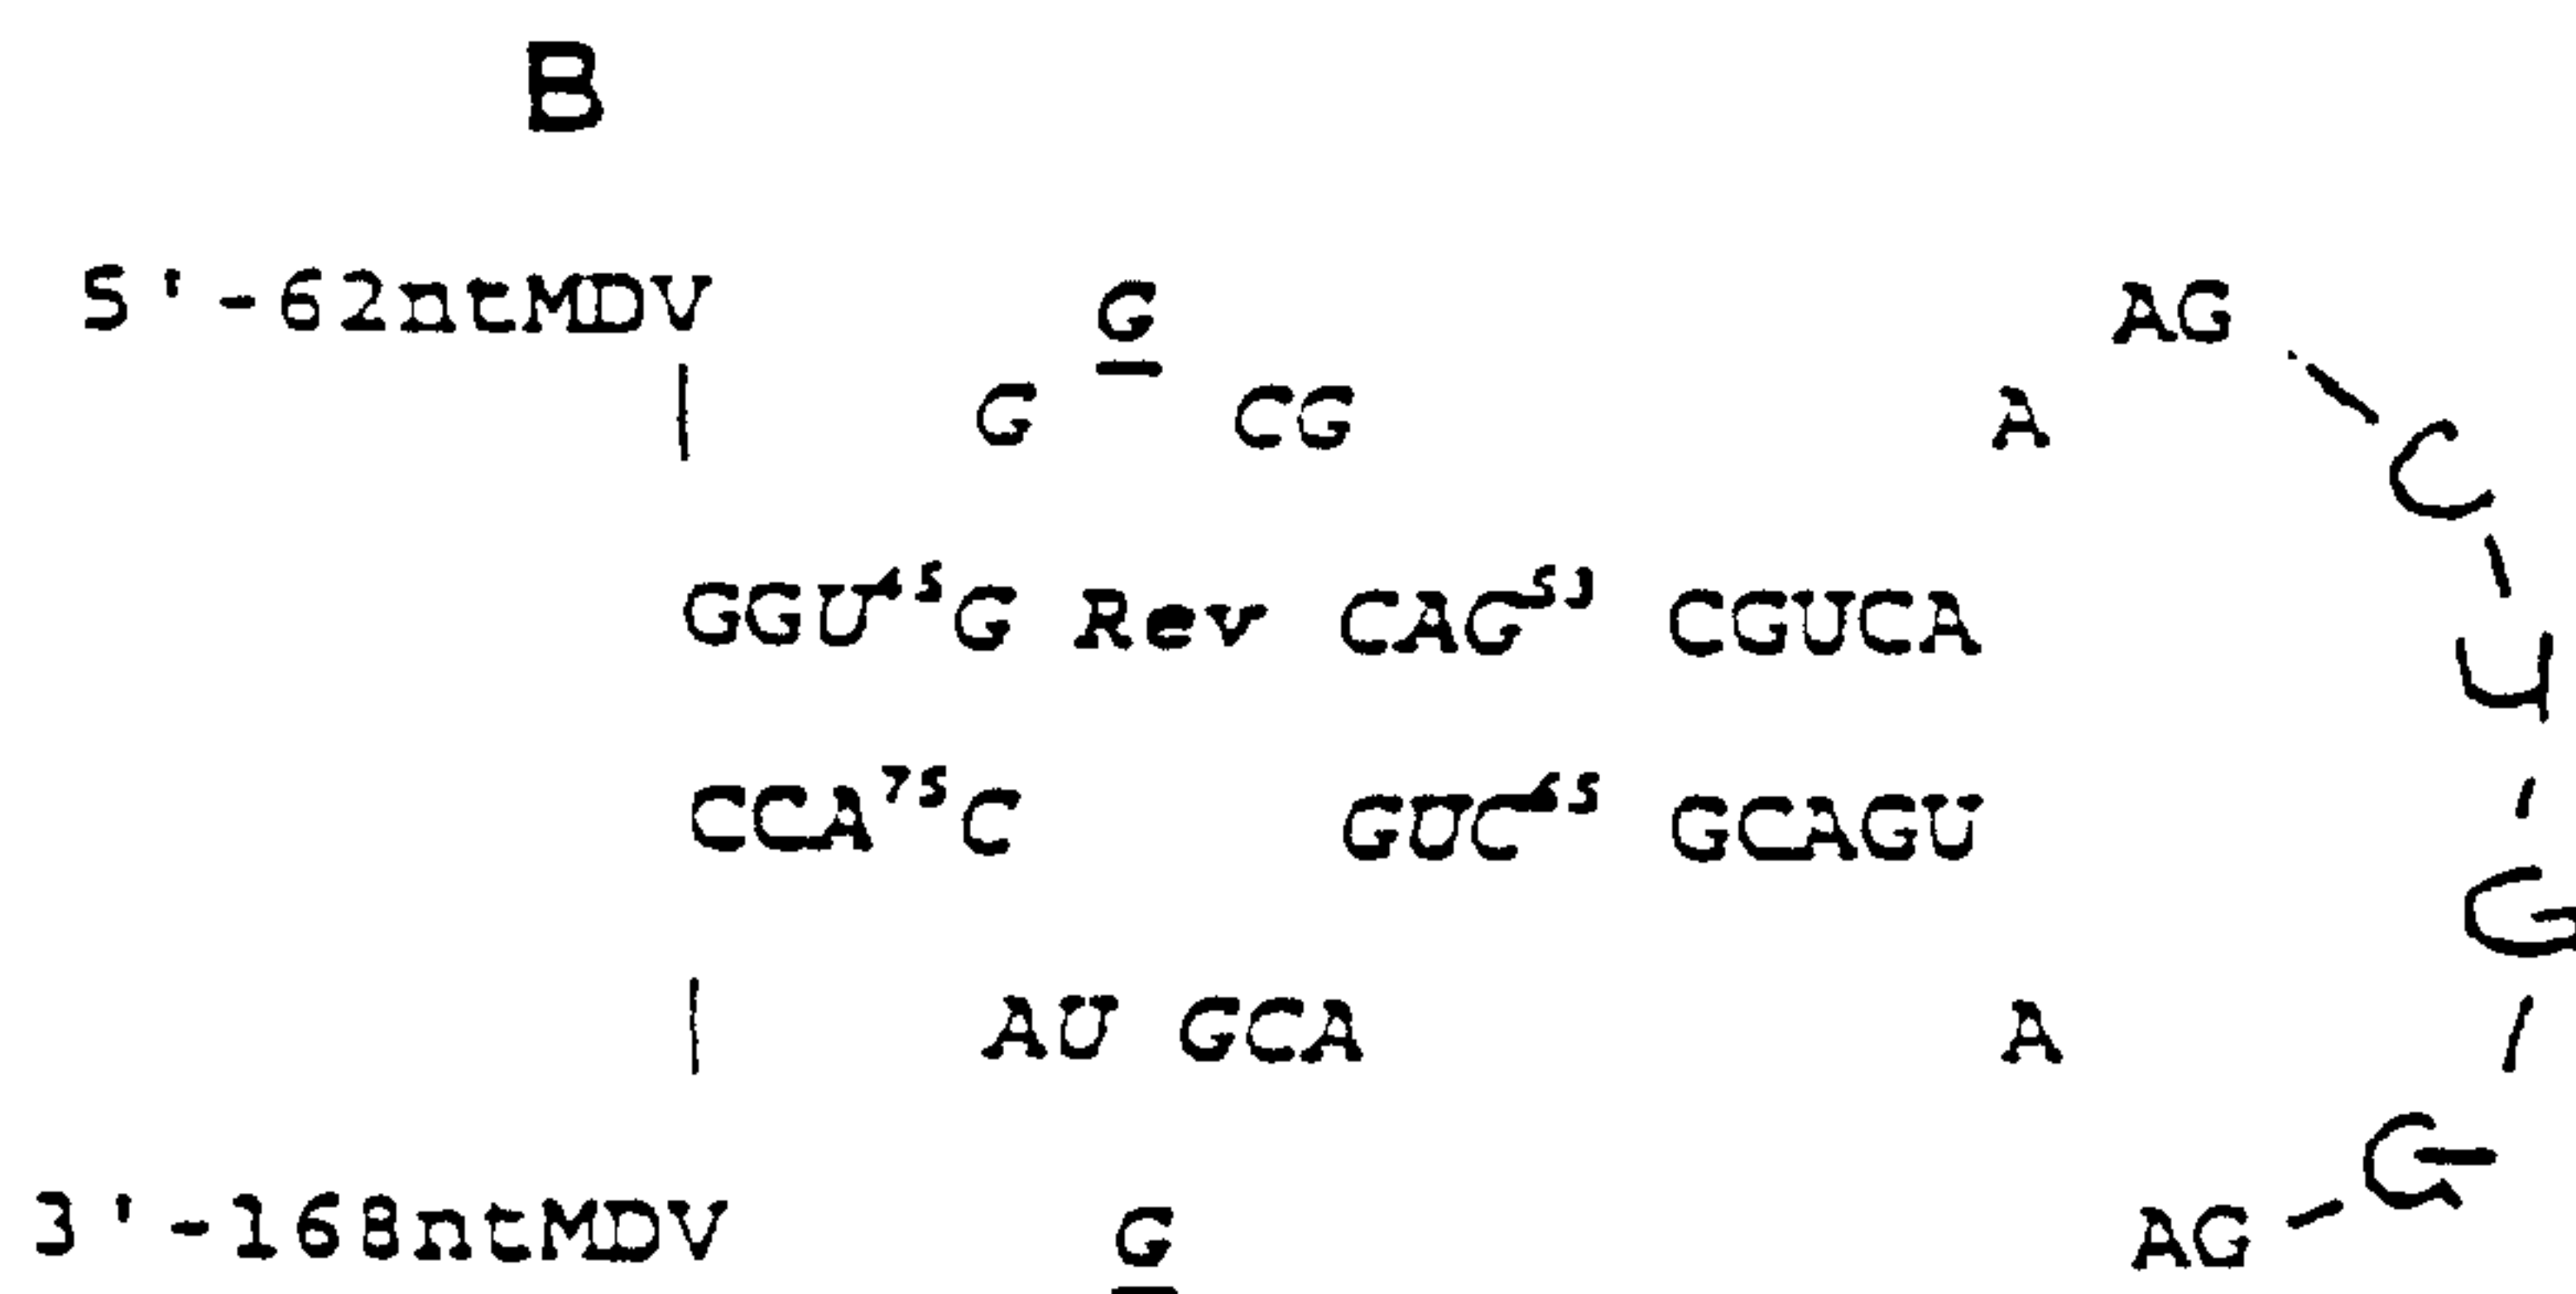 B
G AG
5'-62ntMDV
G CG A
C
GGU⁴⁵G Rev CAG⁵³ CGUCA
U
CCA⁷⁵C GUC⁶⁵ GCAGU
G
AU GCA A
G
3'-168ntMDV G AG